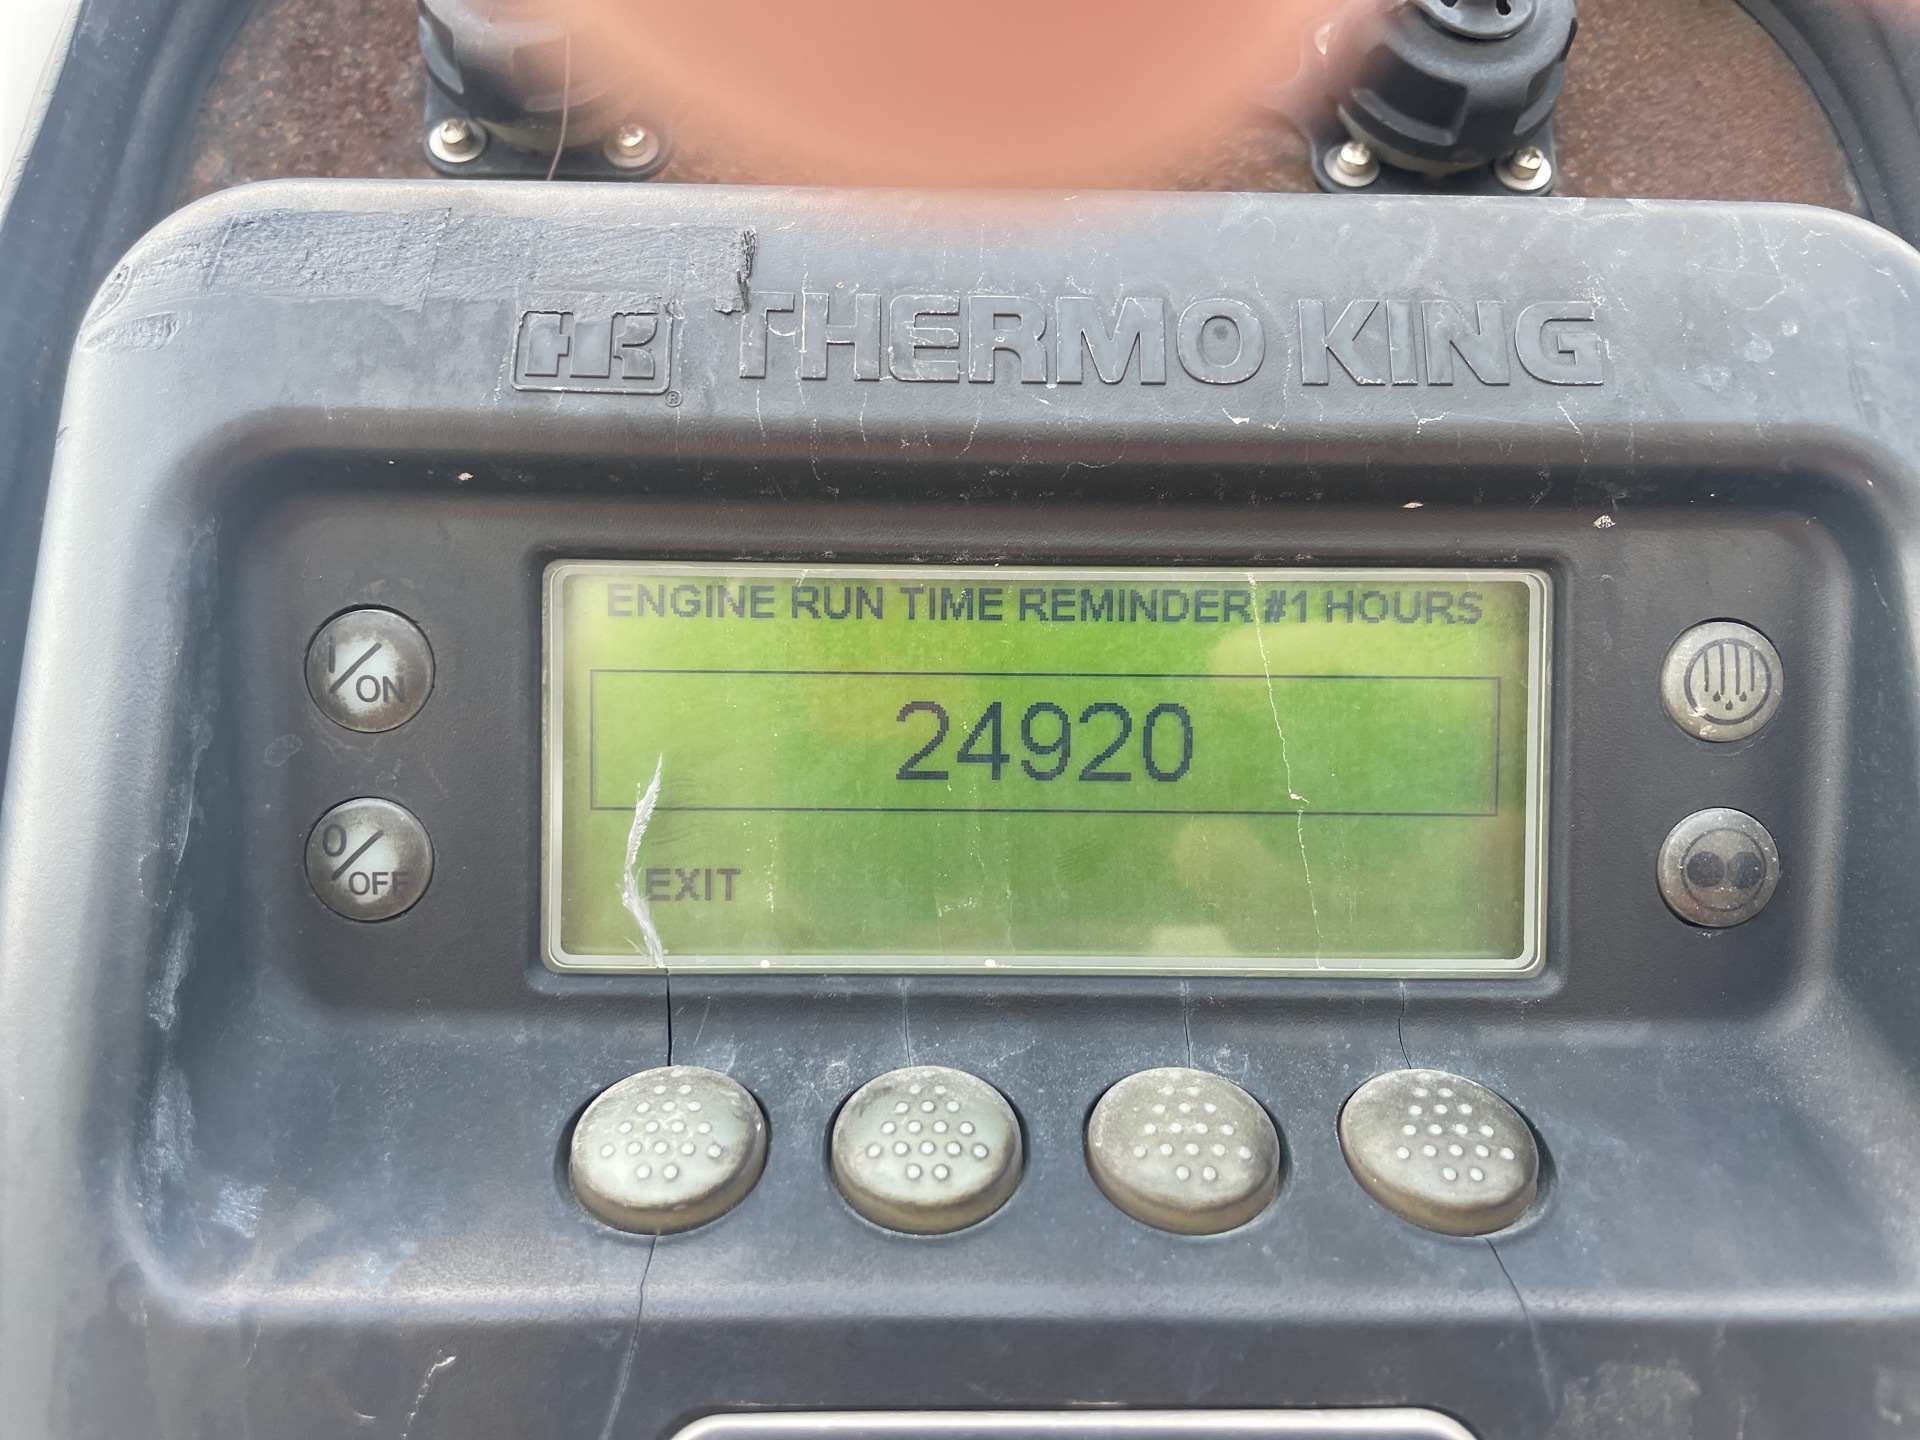 THERMO KING
ENGINE RUN TIME REMINDER #1 HOURS
I/ON
24920
O/OFF
EXIT